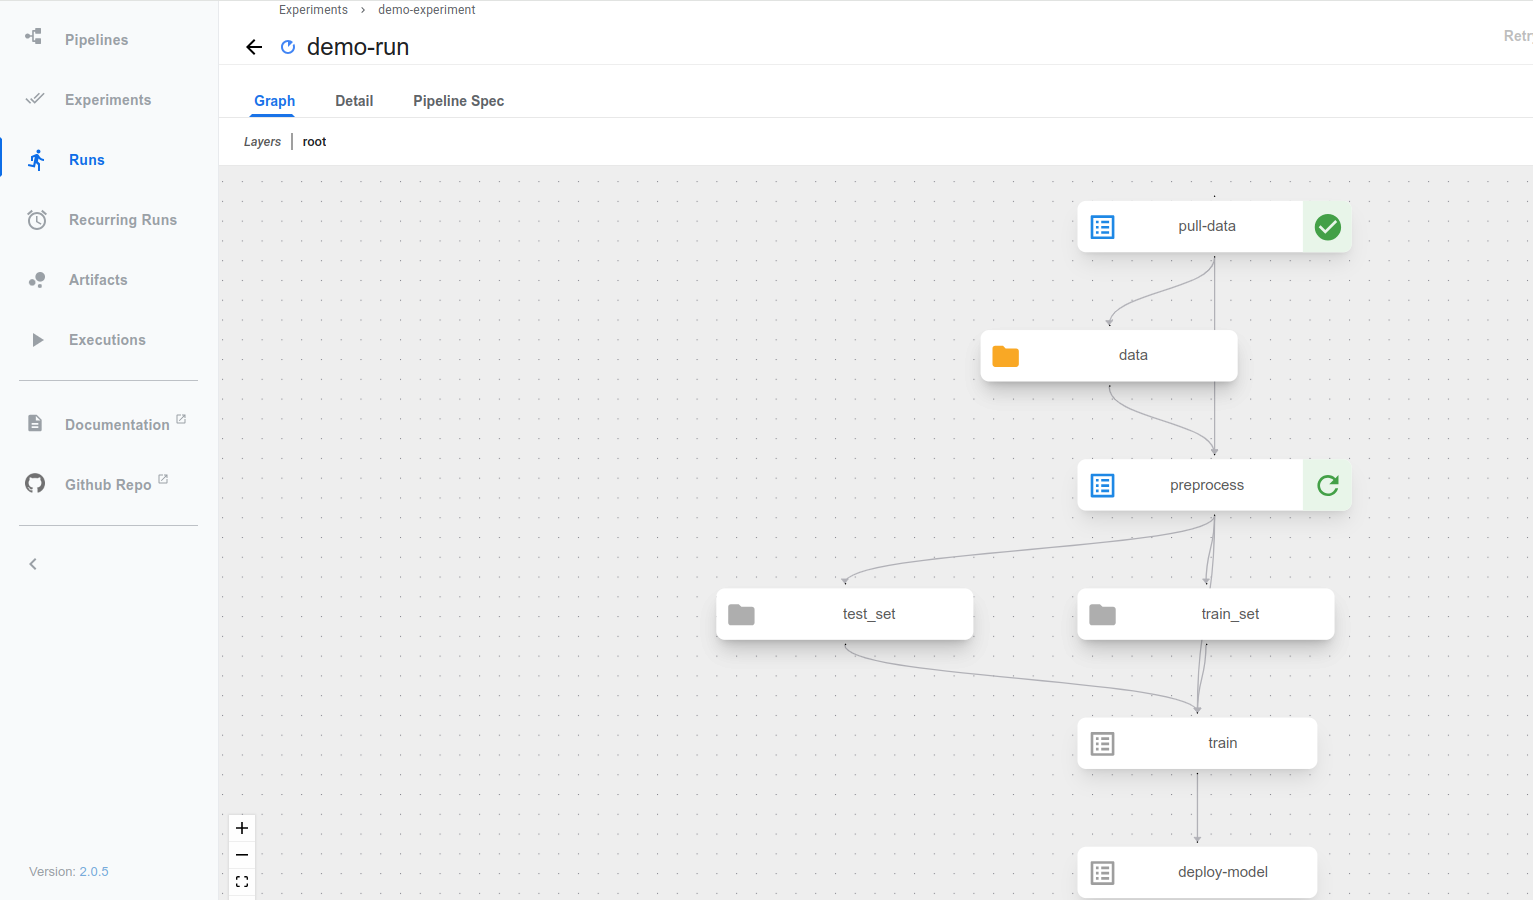 Pipelines
Experiments
Runs
Recurring Runs
Artifacts
Executions
Documentation
Github Repo
Version: 2.0.5
Experiments > demo-experiment
demo-run
Retr
Graph Detail Pipeline Spec
Layers root
pull-data
data
preprocess
test_set train_set
train
deploy-model